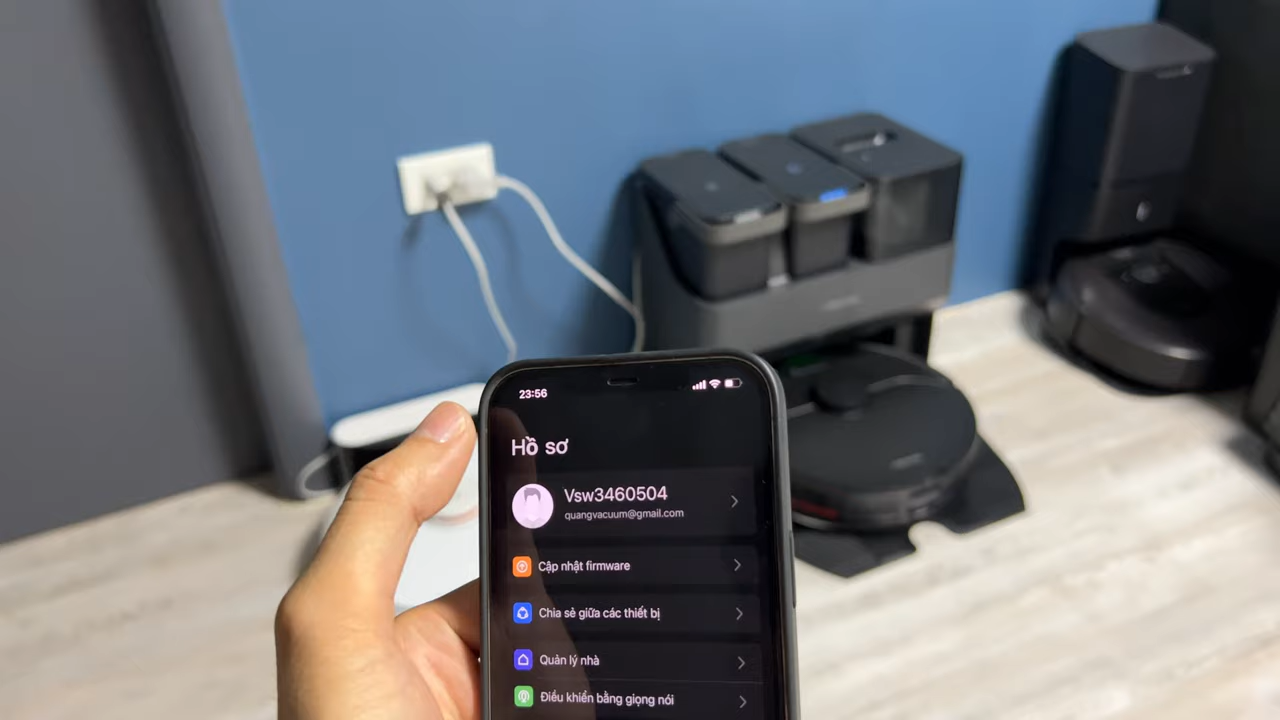 23:56
Hồ sơ
Vsw3460504
quangvacuum@gmail.com
Cập nhật firmware
Chia sẻ giữa các thiết bị
Quản lý nhà
Điều khiển bằng giọng nói